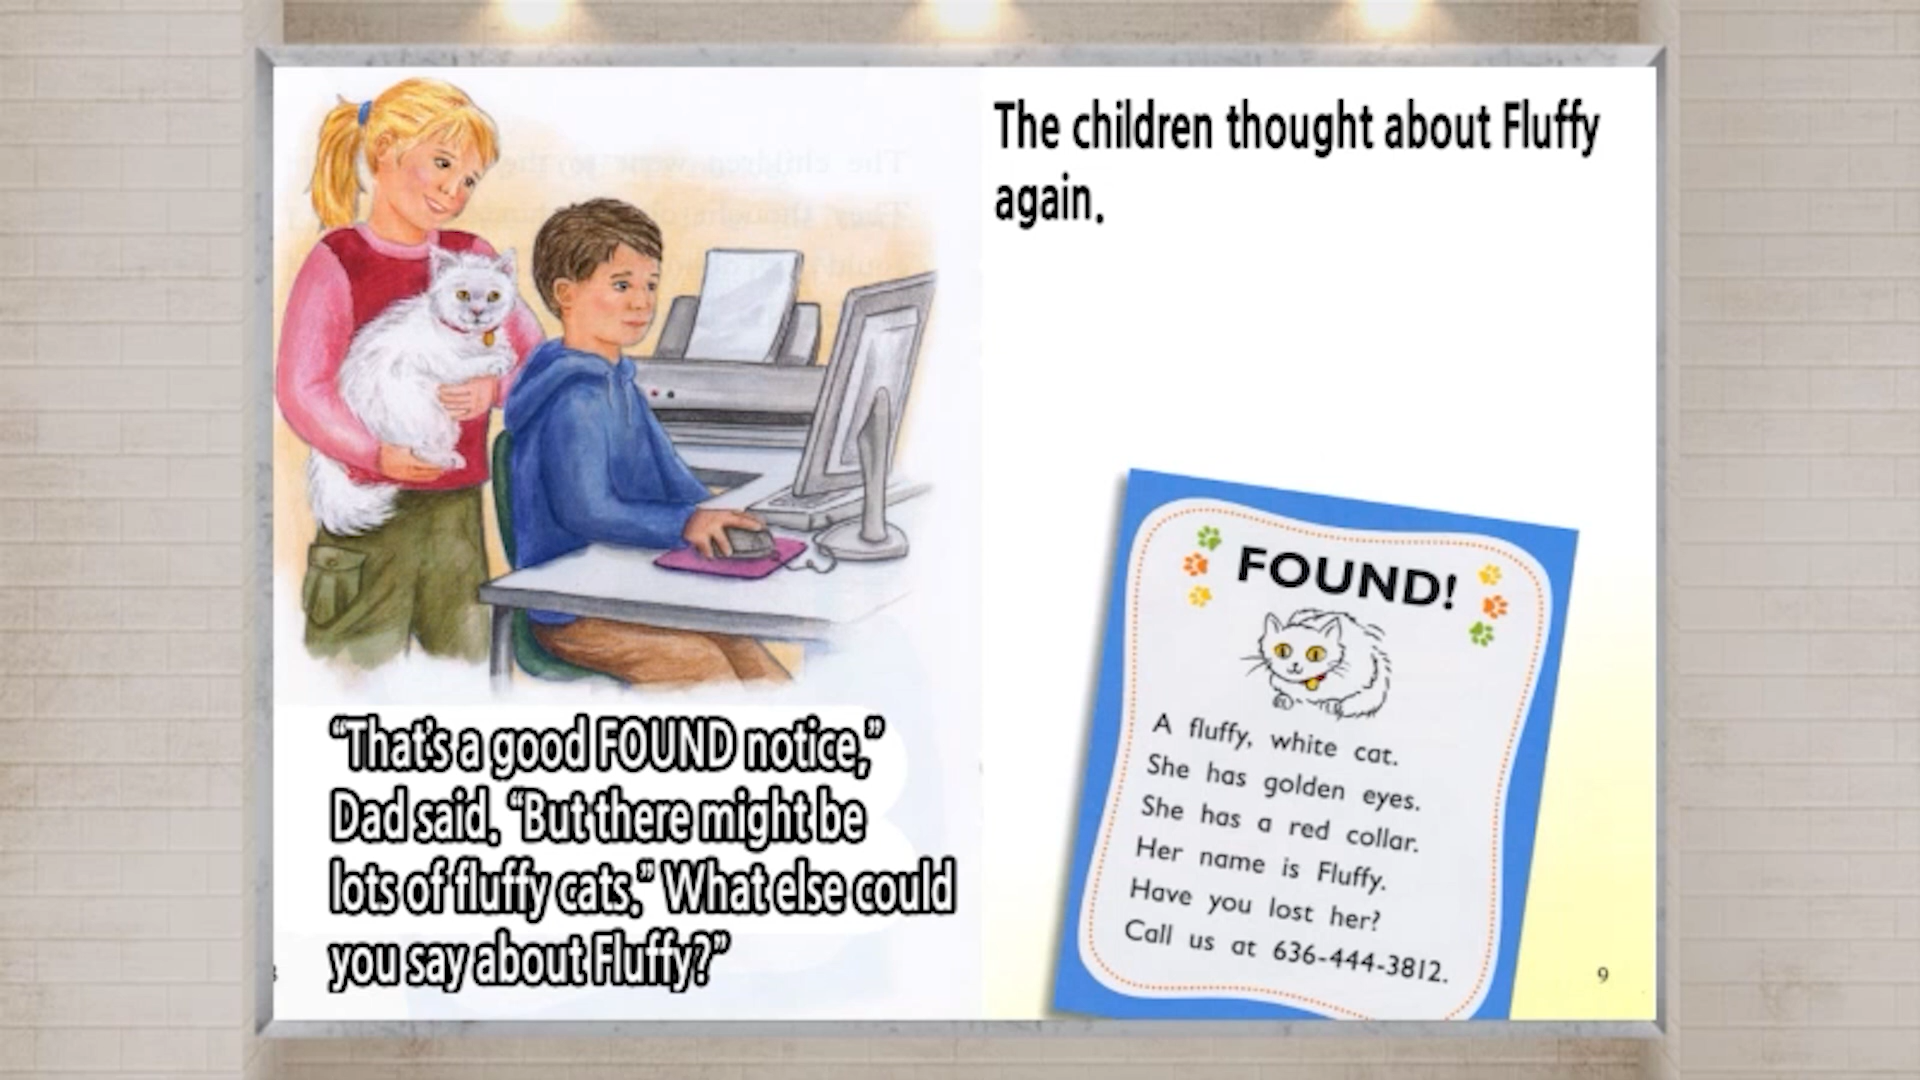 “That’s a good FOUND notice,”
Dad said. “But there might be
lots of fluffy cats.” What else could
you say about Fluffy?”
The children thought about Fluffy
again.
FOUND!
A fluffy, white cat.
She has golden eyes.
She has a red collar.
Her name is Fluffy.
Have you lost her?
Call us at 636-444-3812.
9